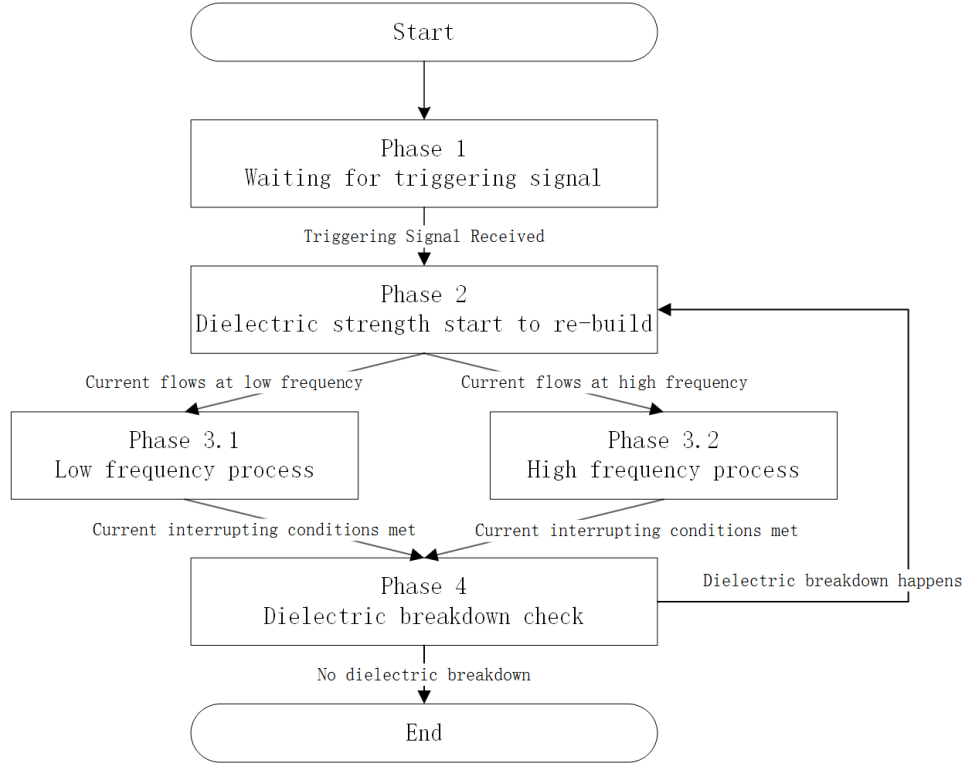 Start
Phase 1
Waiting for triggering signal
Triggering Signal Received
Phase 2
Dielectric strength start to re-build
Current flows at low frequency
Current flows at high frequency
Phase 3.1
Low frequency process
Phase 3.2
High frequency process
Current interrupting conditions met
Current interrupting conditions met
Phase 4
Dielectric breakdown check
Dielectric breakdown happens
No dielectric breakdown
End